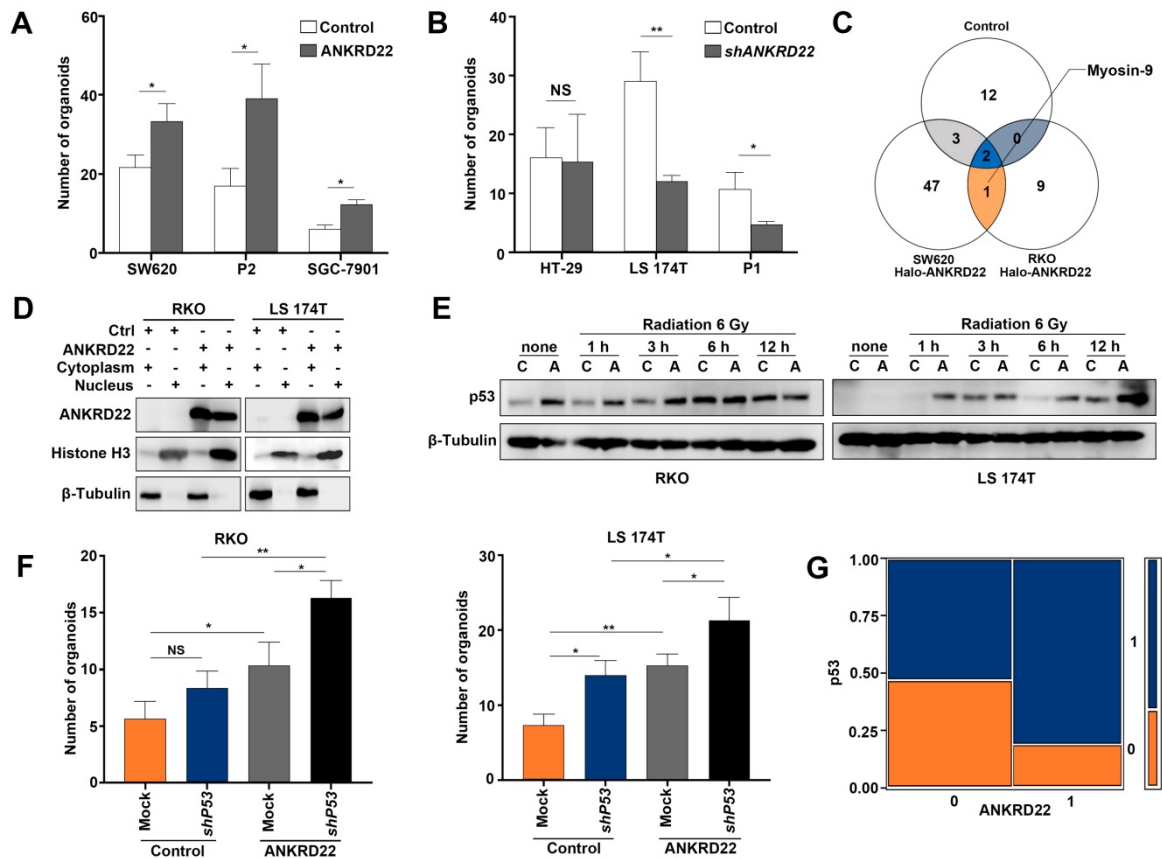 A
60
40
20
0
Number of organoids
Control
ANKRD22
*
*
*
SW620 P2 SGC-7901
B
40
30
20
10
0
Number of organoids
Control
shANKRD22
NS
**
*
HT-29 LS 174T P1
C
Control
Myosin-9
12
3 0
2
47 1 9
SW620 RKO
Halo-ANKRD22 Halo-ANKRD22
D
RKO LS 174T
Ctrl + + - - + + - -
ANKRD22 - - + + - - + +
Cytoplasm + - + - + - + -
Nucleus - + - + - + - +
ANKRD22
Histone H3
β-Tubulin
E
Radiation 6 Gy Radiation 6 Gy
none 1 h 3 h 6 h 12 h none 1 h 3 h 6 h 12 h
C A C A C A C A C A C A C A C A C A C A
p53
β-Tubulin
RKO LS 174T
F
RKO
20
15
10
5
0
Number of organoids
**
*
*
NS
Mock shP53 Mock shP53
Control ANKRD22
LS 174T
30
20
10
0
Number of organoids
*
*
**
*
Mock shP53 Mock shP53
Control ANKRD22
G
1.00
0.75
0.50
0.25
0.00
p53
1
0
0 1
ANKRD22